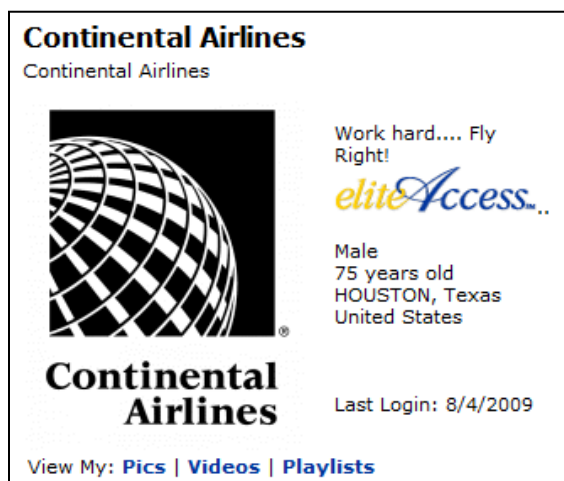 Continental Airlines
Continental Airlines
Work hard.... Fly
Right!
eliteAccess℠..
Male
75 years old
HOUSTON, Texas
United States
®
Continental
Airlines
Last Login: 8/4/2009
View My: Pics | Videos | Playlists